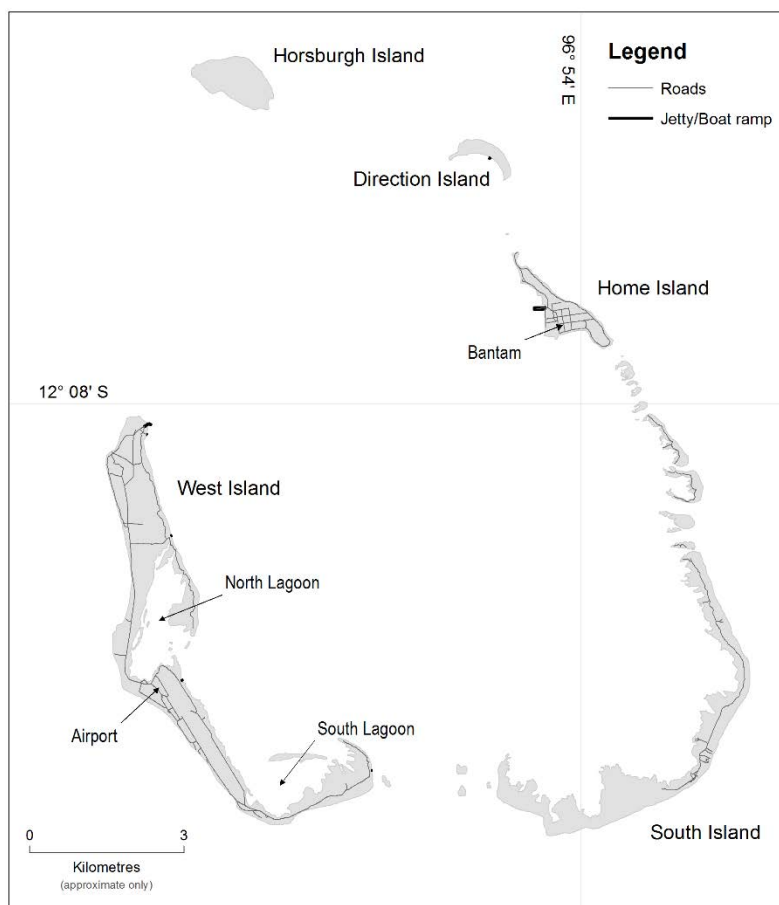 Horsburgh Island
96° 54' E
Legend
Roads
Jetty/Boat ramp
Direction Island
Home Island
Bantam
12° 08' S
West Island
North Lagoon
Airport
South Lagoon
South Island
0 3
Kilometres
(approximate only)